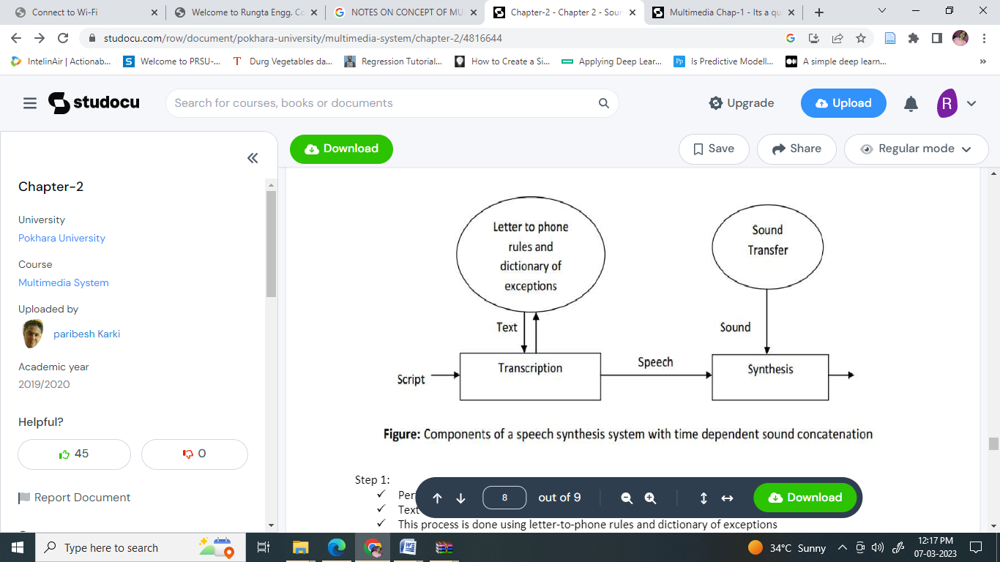 Connect to Wi-Fi
Welcome to Rungta Engg. Co
NOTES ON CONCEPT OF MU
Chapter-2 - Chapter 2 - Sour
Multimedia Chap-1 - Its a qu
studocu.com/row/document/pokhara-university/multimedia-system/chapter-2/4816644
IntelinAir | Actionab...
Welcome to PRSU-...
Durg Vegetables da...
Regression Tutorial...
How to Create a Si...
Applying Deep Lear...
Is Predictive Modell...
A simple deep learn...
studocu
Search for courses, books or documents
Upgrade
Upload
R
Download
Save
Share
Regular mode
Chapter-2
University
Pokhara University
Course
Multimedia System
Uploaded by
paribesh Karki
Academic year
2019/2020
Helpful?
45
0
Report Document
Letter to phone
rules and
dictionary of
exceptions
Sound
Transfer
Text
Sound
Script
Transcription
Speech
Synthesis
Figure: Components of a speech synthesis system with time dependent sound concatenation
Step 1:
Text
This process is done using letter-to-phone rules and dictionary of exceptions
8 out of 9
Download
Type here to search
34°C Sunny
12:17 PM
07-03-2023